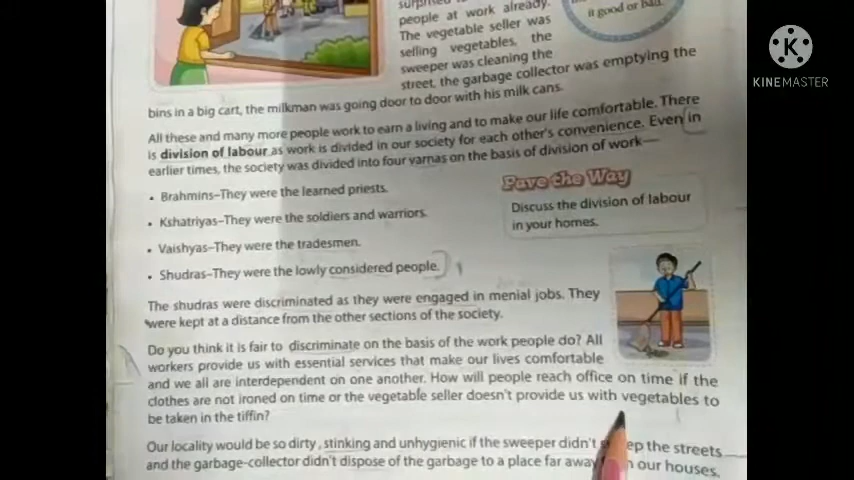 surprised
people at work already.
The vegetable seller was
selling vegetables, the
sweeper was cleaning the
street, the garbage collector was emptying the
bins in a big cart, the milkman was going door to door with his milk cans.
it good or bad.
KINEMASTER
All these and many more people work to earn a living and to make our life comfortable. There
is division of labour as work is divided in our society for each other's convenience. Even in
earlier times, the society was divided into four varnas on the basis of division of work—
• Brahmins–They were the learned priests.
• Kshatriyas–They were the soldiers and warriors.
• Vaishyas–They were the tradesmen.
• Shudras–They were the lowly considered people.
Pave the Way
Discuss the division of labour
in your homes.
The shudras were discriminated as they were engaged in menial jobs. They
were kept at a distance from the other sections of the society.
Do you think it is fair to discriminate on the basis of the work people do? All
workers provide us with essential services that make our lives comfortable
and we all are interdependent on one another. How will people reach office on time if the
clothes are not ironed on time or the vegetable seller doesn't provide us with vegetables to
be taken in the tiffin?
Our locality would be so dirty, stinking and unhygienic if the sweeper didn't the streets
and the garbage-collector didn't dispose of the garbage to a place far away our houses.